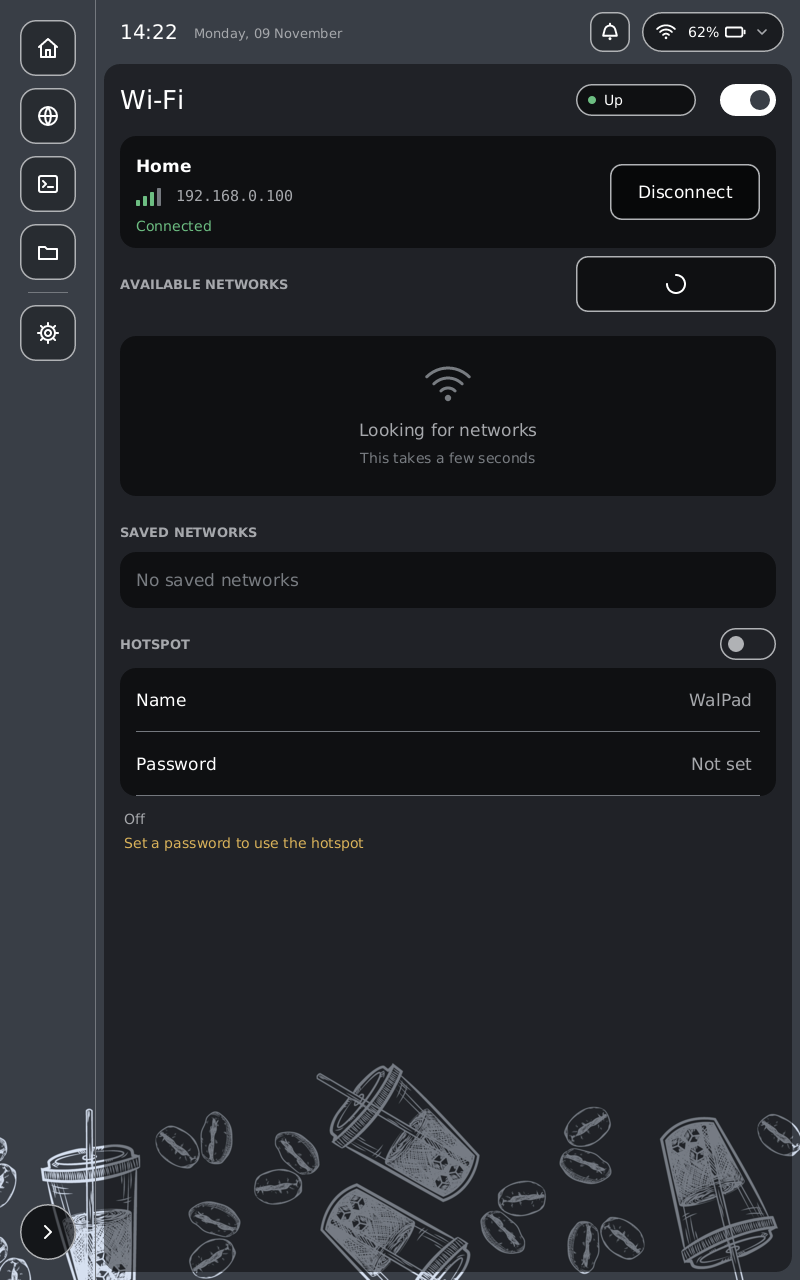 14:22 Monday, 09 November
62%
Wi-Fi
Up
Home
192.168.0.100
Connected
Disconnect
AVAILABLE NETWORKS
Looking for networks
This takes a few seconds
SAVED NETWORKS
No saved networks
HOTSPOT
Name WalPad
Password Not set
Off
Set a password to use the hotspot